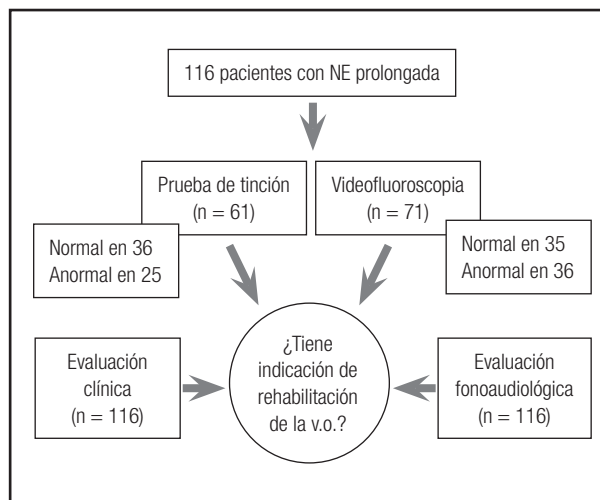 116 pacientes con NE prolongada
Prueba de tinción
(n = 61)
Videofluoroscopia
(n = 71)
Normal en 36
Anormal en 25
Normal en 35
Anormal en 36
Evaluación
clínica
(n = 116)
¿Tiene
indicación de
rehabilitación
de la v.o.?
Evaluación
fonoaudiológica
(n = 116)